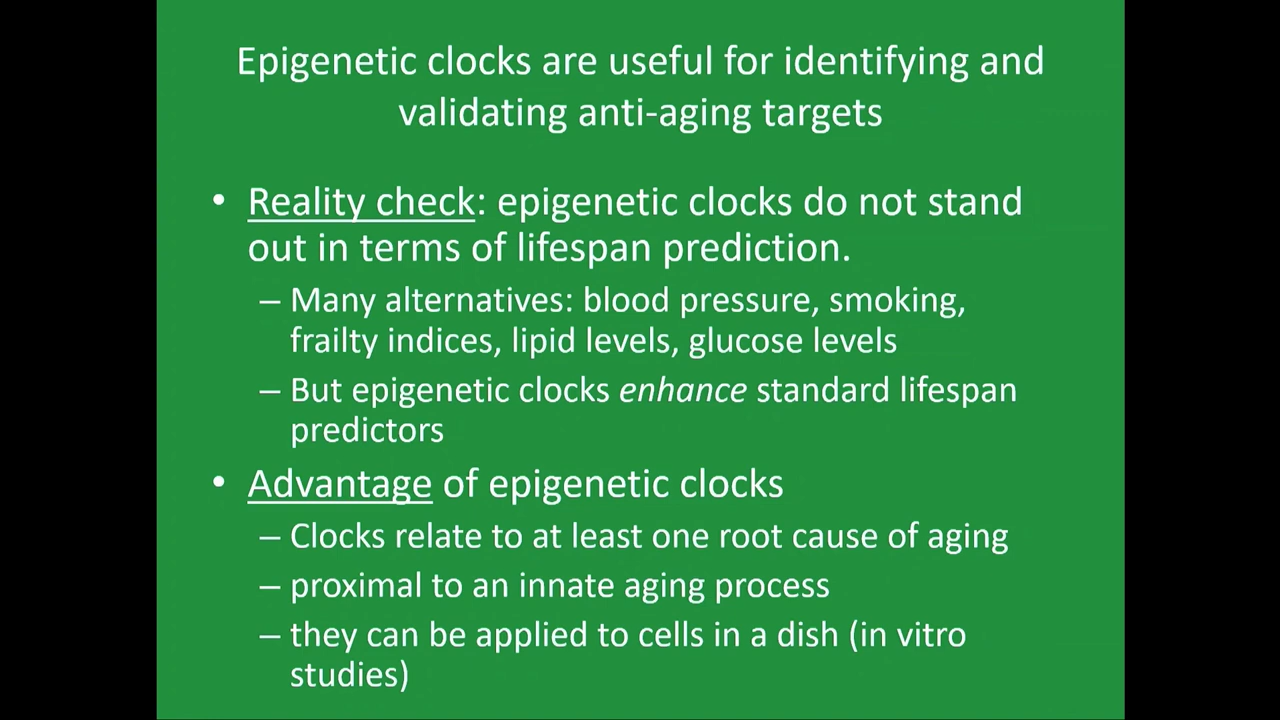 Epigenetic clocks are useful for identifying and
validating anti-aging targets
• Reality check: epigenetic clocks do not stand
out in terms of lifespan prediction.
– Many alternatives: blood pressure, smoking,
frailty indices, lipid levels, glucose levels
– But epigenetic clocks enhance standard lifespan
predictors
• Advantage of epigenetic clocks
– Clocks relate to at least one root cause of aging
– proximal to an innate aging process
– they can be applied to cells in a dish (in vitro
studies)